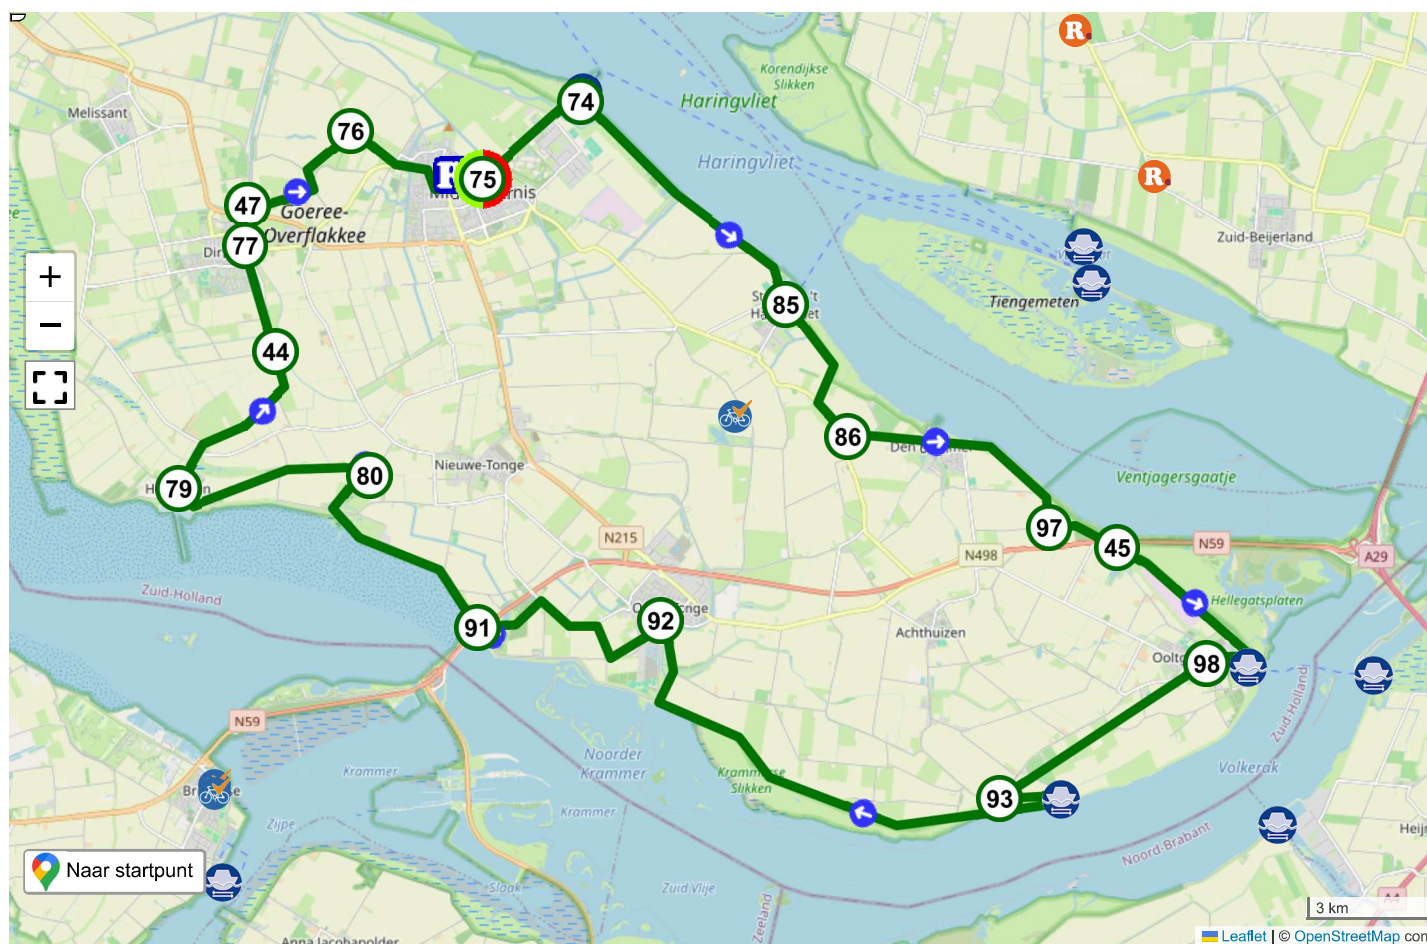 R.
Korendijkse
Slikken
Haringvliet
Melissant
74
76
Haringvliet
R.
75
47
Goeree-
Overflakkee
77
Zuid-Beijerland
+
Tiengemeten
85
−
44
86
Nieuwe-Tonge
80
79
Ventjagersgaatje
97
N215
45
N59
N498
A29
Zuid-Holland
Hellegatsplaten
92
91
Achthuizen
98
Zuid-Holland
N59
Noorder
Krammer
Krammer
Krammerse
Slikken
Volkerak
93
Krammer
Zijpe
Noord-Brabant
Naar startpunt
Slaak
Zuid Vlije
A4
Zeeland
3 km
Anna Jacobapolder
Leaflet | © OpenStreetMap con